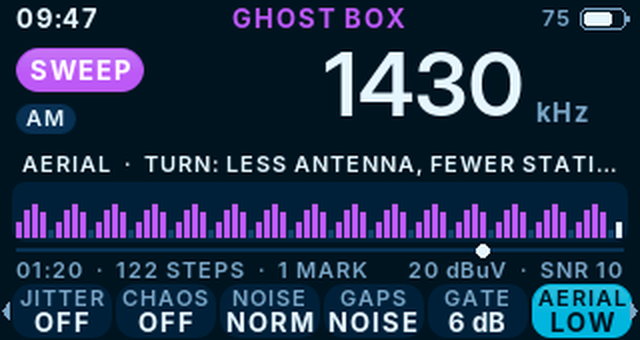 09:47 GHOST BOX 75
SWEEP 1430 kHz
AM
AERIAL · TURN: LESS ANTENNA, FEWER STATI...
01:20 · 122 STEPS · 1 MARK 20 dBuV · SNR 10
JITTER CHAOS NOISE GAPS GATE AERIAL
OFF OFF NORM NOISE 6 dB LOW